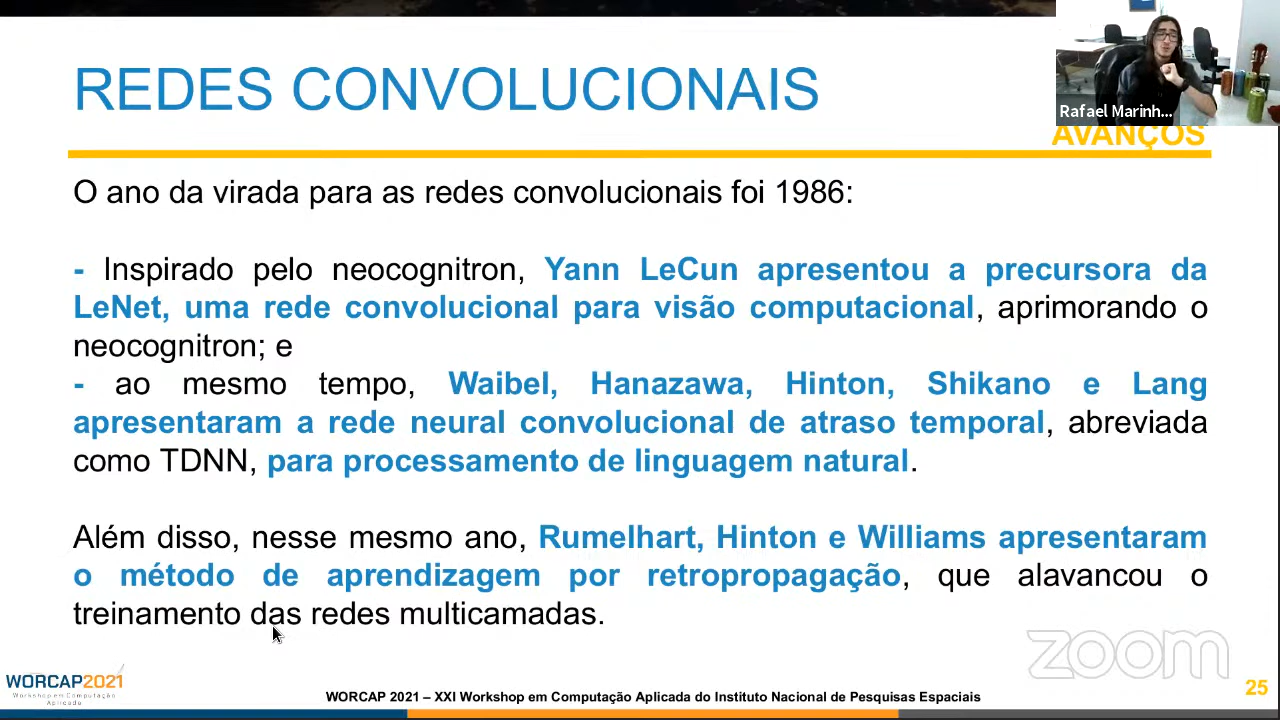 REDES CONVOLUCIONAIS
Rafael Marinh...
AVANÇOS
O ano da virada para as redes convolucionais foi 1986:
- Inspirado pelo neocognitron, Yann LeCun apresentou a precursora da
LeNet, uma rede convolucional para visão computacional, aprimorando o
neocognitron; e
- ao mesmo tempo, Waibel, Hanazawa, Hinton, Shikano e Lang
apresentaram a rede neural convolucional de atraso temporal, abreviada
como TDNN, para processamento de linguagem natural.
Além disso, nesse mesmo ano, Rumelhart, Hinton e Williams apresentaram
o método de aprendizagem por retropropagação, que alavancou o
treinamento das redes multicamadas.
zoom
WORCAP2021
Workshop em Computação
Aplicada
WORCAP 2021 – XXI Workshop em Computação Aplicada do Instituto Nacional de Pesquisas Espaciais
25